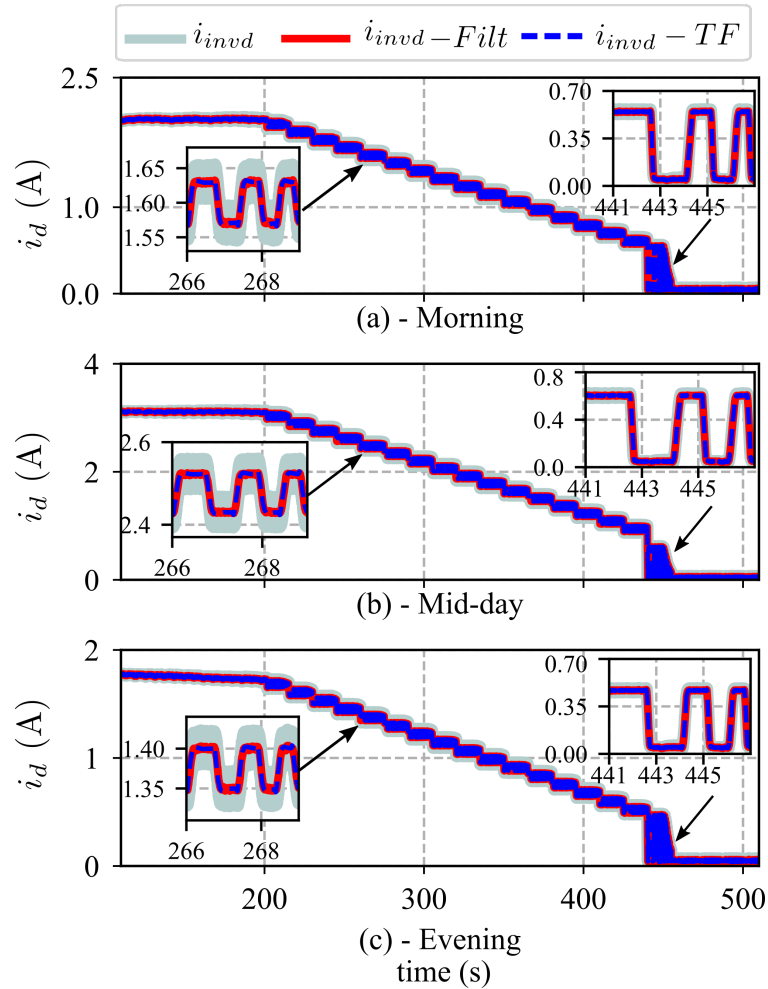 i_invd i_invd − Filt i_invd − TF
2.5
0.70
1.65
0.35
1.60
i_d (A)
1.0
0.00
1.55
441 443 445
266 268
0.0
(a) - Morning
4
0.8
2.6
0.4
i_d (A)
2
0.0
2.4
441 443 445
266 268
0
(b) - Mid-day
2
0.70
1.40
0.35
i_d (A)
1
1.35
0.00
441 443 445
266 268
0
200 300 400 500
(c) - Evening
time (s)